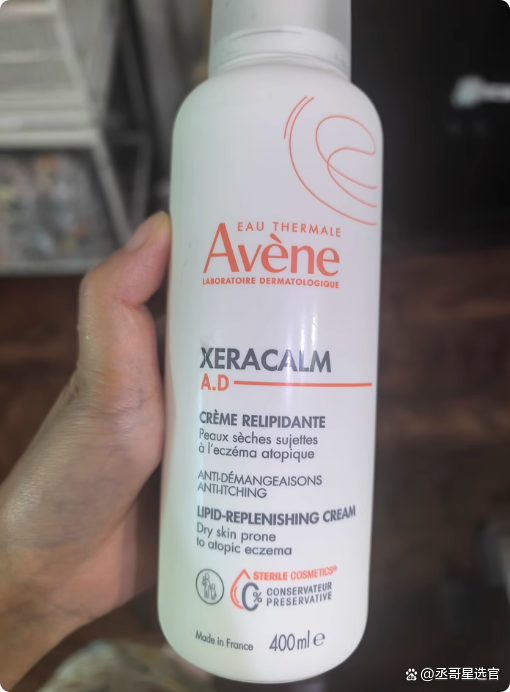 EAU THERMALE
Avène
LABORATOIRE DERMATOLOGIQUE
XERACALM
A.D
CRÈME RELIPIDANTE
Peaux sèches sujettes
à l'eczéma atopique
ANTI-DÉMANGEAISONS
ANTI-ITCHING
LIPID-REPLENISHING CREAM
Dry skin prone
to atopic eczema
STERILE COSMETICS®
0% CONSERVATEUR
PRESERVATIVE
Made in France 400 ml e
@丞哥星选官